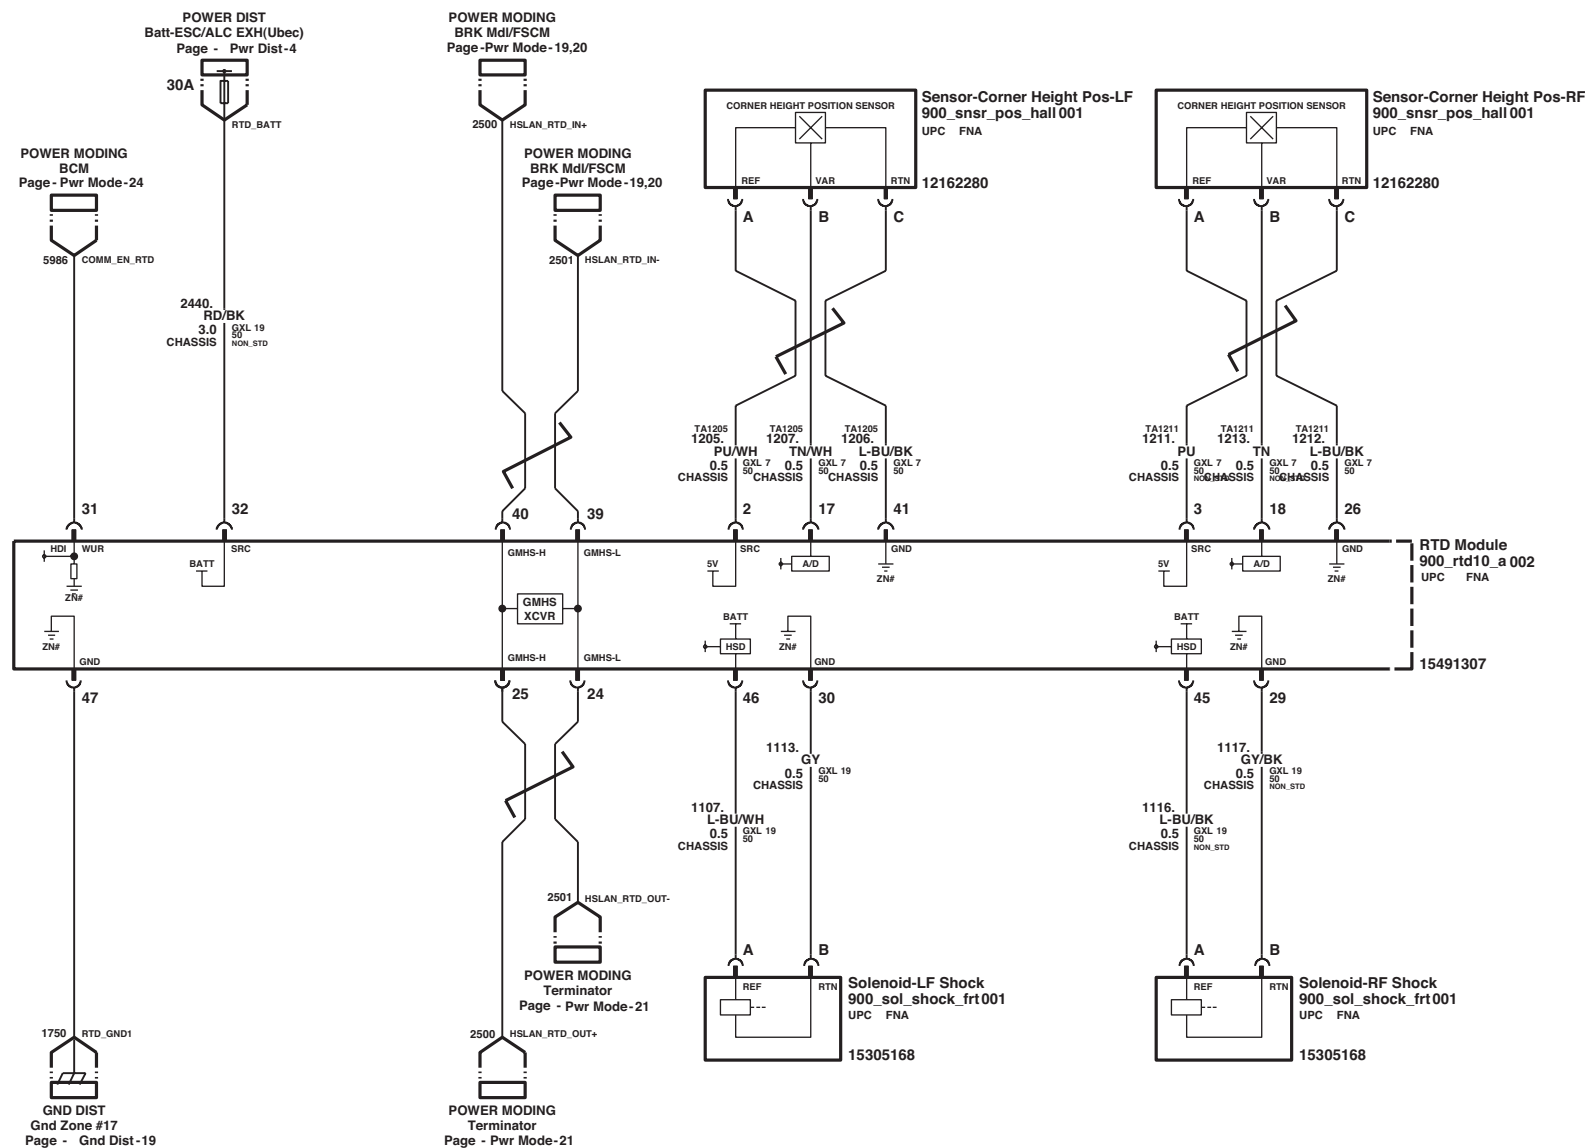 POWER DIST
Batt-ESC/ALC EXH(Ubec)
Page - Pwr Dist-4
30A
RTD_BATT
POWER MODING
BRK Mdl/FSCM
Page-Pwr Mode-19,20
2500 HSLAN_RTD_IN+
POWER MODING
BCM
Page- Pwr Mode-24
5986 COMM_EN_RTD
POWER MODING
BRK Mdl/FSCM
Page-Pwr Mode-19,20
2501 HSLAN_RTD_IN-
CORNER HEIGHT POSITION SENSOR
REF VAR RTN
A B C
Sensor-Corner Height Pos-LF
900_snsr_pos_hall 001
UPC FNA
12162280
CORNER HEIGHT POSITION SENSOR
REF VAR RTN
A B C
Sensor-Corner Height Pos-RF
900_snsr_pos_hall 001
UPC FNA
12162280
2440.
RD/BK
3.0 GXL 19
50
CHASSIS NON_STD
TA1205
1205.
PU/WH
0.5 GXL 7
CHASSIS 50
TA1205
1207.
TN/WH
0.5 GXL 7
CHASSIS 50
TA1205
1206.
L-BU/BK
0.5 GXL 7
CHASSIS 50
TA1211
1211.
PU
0.5 GXL 7
50
CHASSIS NON_STD
TA1211
1213.
TN
0.5 GXL 7
50
CHASSIS NON_STD
TA1211
1212.
L-BU/BK
0.5 GXL 7
CHASSIS 50
31 32 40 39 2 17 41 3 18 26
HDI WUR SRC GMHS-H GMHS-L SRC GND SRC GND
BATT 5V A/D 5V A/D
ZN# ZN# ZN#
RTD Module
900_rtd10_a 002
UPC FNA
GMHS
XCVR
BATT BATT
ZN# HSD ZN# HSD ZN#
GND GMHS-H GMHS-L GND GND
15491307
47 25 24 46 30 45 29
1113.
GY
0.5 GXL 19
CHASSIS 50
1117.
GY/BK
0.5 GXL 19
50
CHASSIS NON_STD
1107.
L-BU/WH
0.5 GXL 19
CHASSIS 50
1116.
L-BU/BK
0.5 GXL 19
50
CHASSIS NON_STD
2501 HSLAN_RTD_OUT-
POWER MODING
Terminator
Page - Pwr Mode-21
A B
REF RTN
Solenoid-LF Shock
900_sol_shock_frt 001
UPC FNA
15305168
A B
REF RTN
Solenoid-RF Shock
900_sol_shock_frt 001
UPC FNA
15305168
1750 RTD_GND1
GND DIST
Gnd Zone #17
Page - Gnd Dist-19
2500 HSLAN_RTD_OUT+
POWER MODING
Terminator
Page - Pwr Mode-21